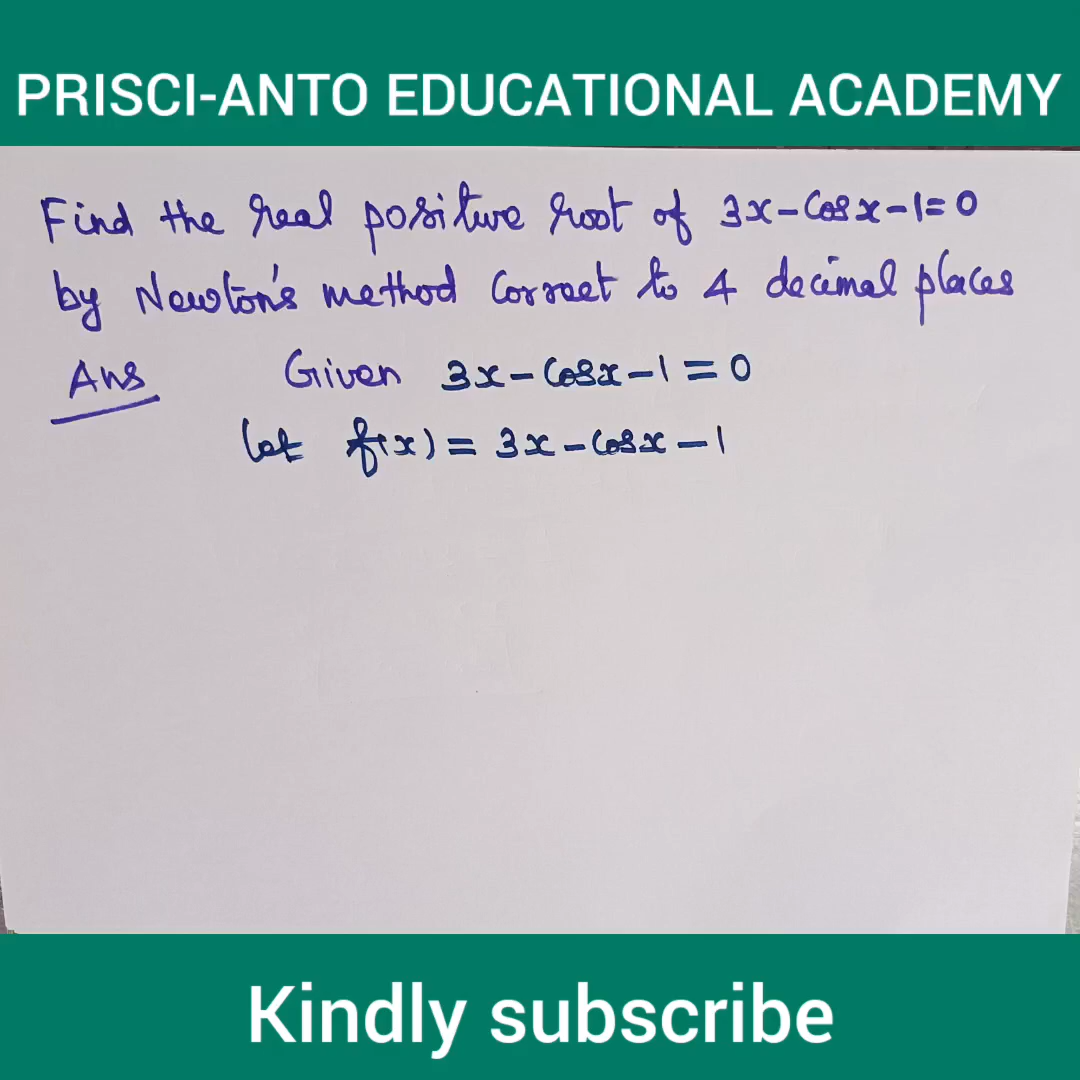 PRISCI-ANTO EDUCATIONAL ACADEMY
Find the real positive root of 3x-Cosx-1=0
by Newton's method Correct to 4 decimal places
Ans Given 3x-Cosx-1=0
let f(x) = 3x-Cosx-1
Kindly subscribe